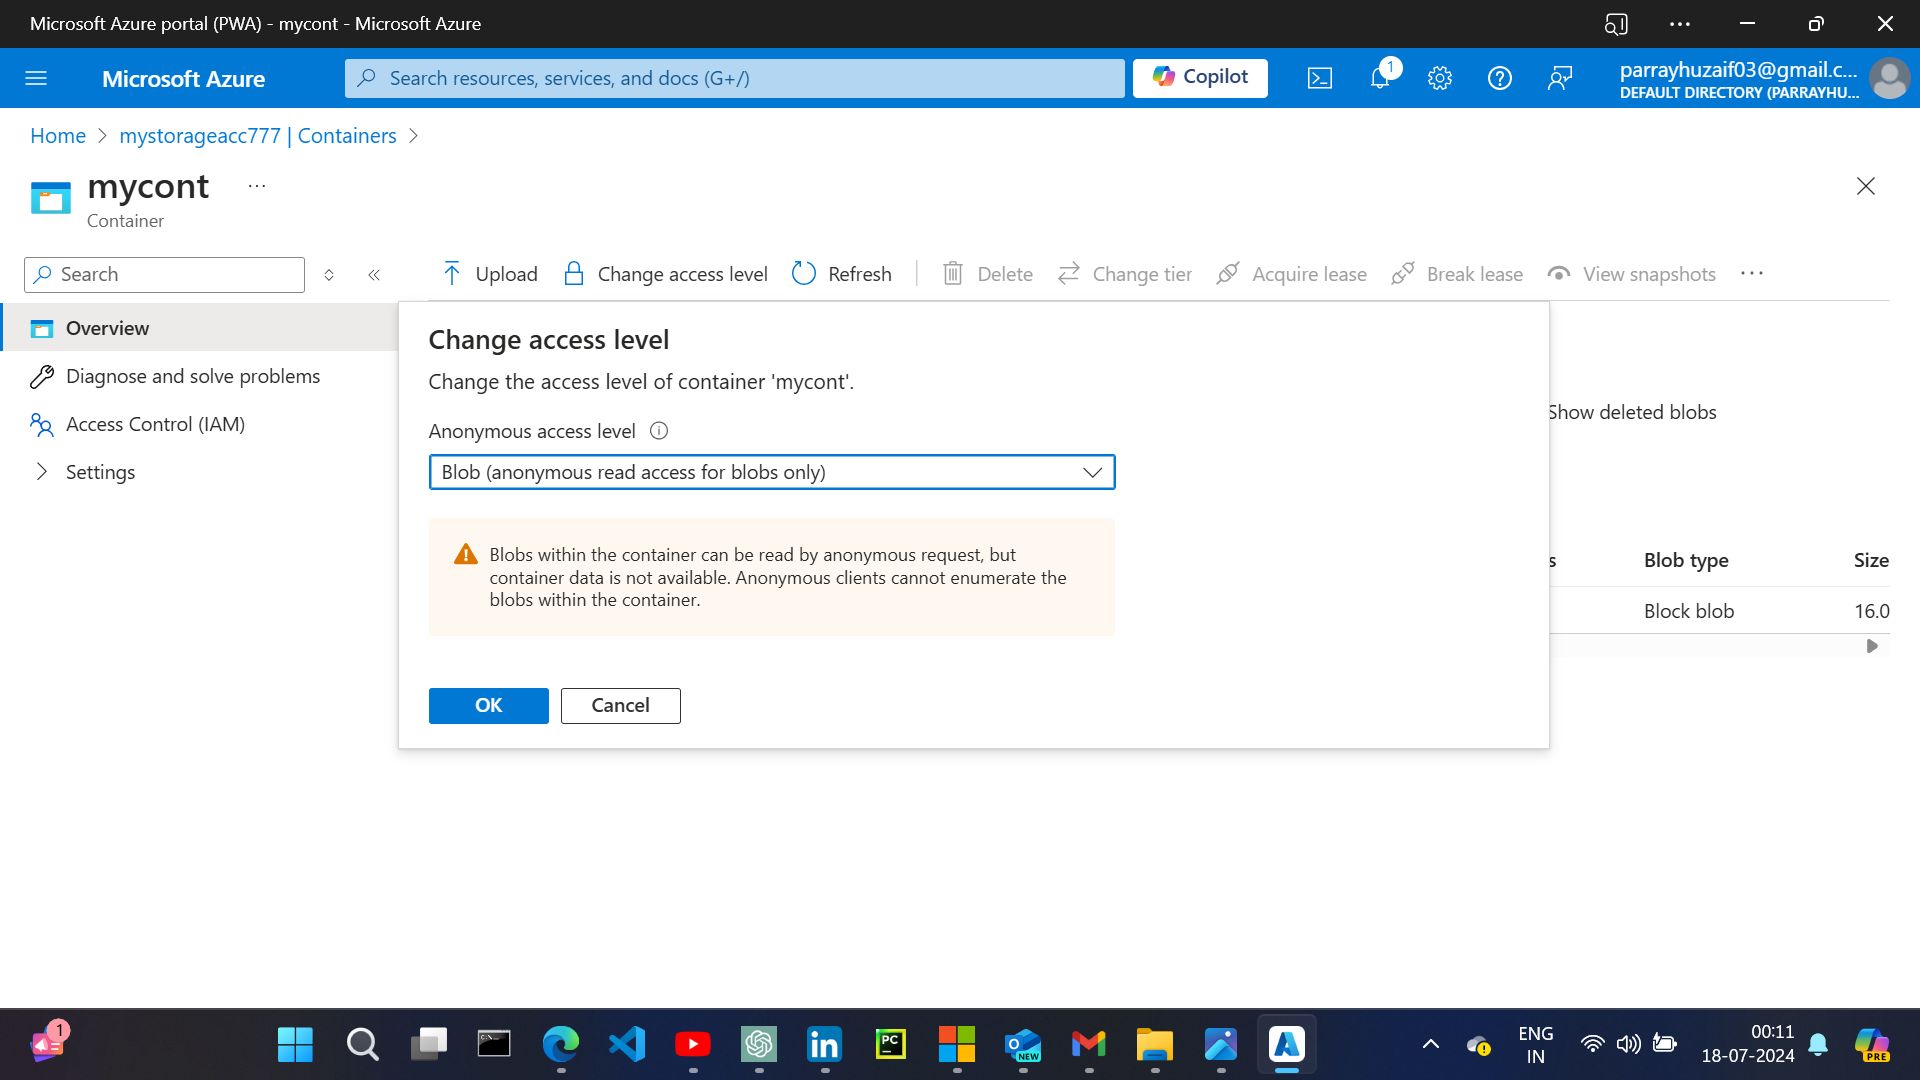 Microsoft Azure portal (PWA) - mycont - Microsoft Azure
Microsoft Azure
Search resources, services, and docs (G+/)
Copilot
1
parrayhuzaif03@gmail.c...
DEFAULT DIRECTORY (PARRAYHU...
Home > mystorageacc777 | Containers >
mycont ...
Container
Search
Upload Change access level Refresh Delete Change tier Acquire lease Break lease View snapshots ...
Overview
Diagnose and solve problems
Access Control (IAM)
Settings
Change access level
Change the access level of container 'mycont'.
Anonymous access level
Blob (anonymous read access for blobs only)
Blobs within the container can be read by anonymous request, but
container data is not available. Anonymous clients cannot enumerate the
blobs within the container.
OK Cancel
Show deleted blobs
s Blob type Size
Block blob 16.0
1
PC
NEW
ENG
IN
00:11
18-07-2024
PRE